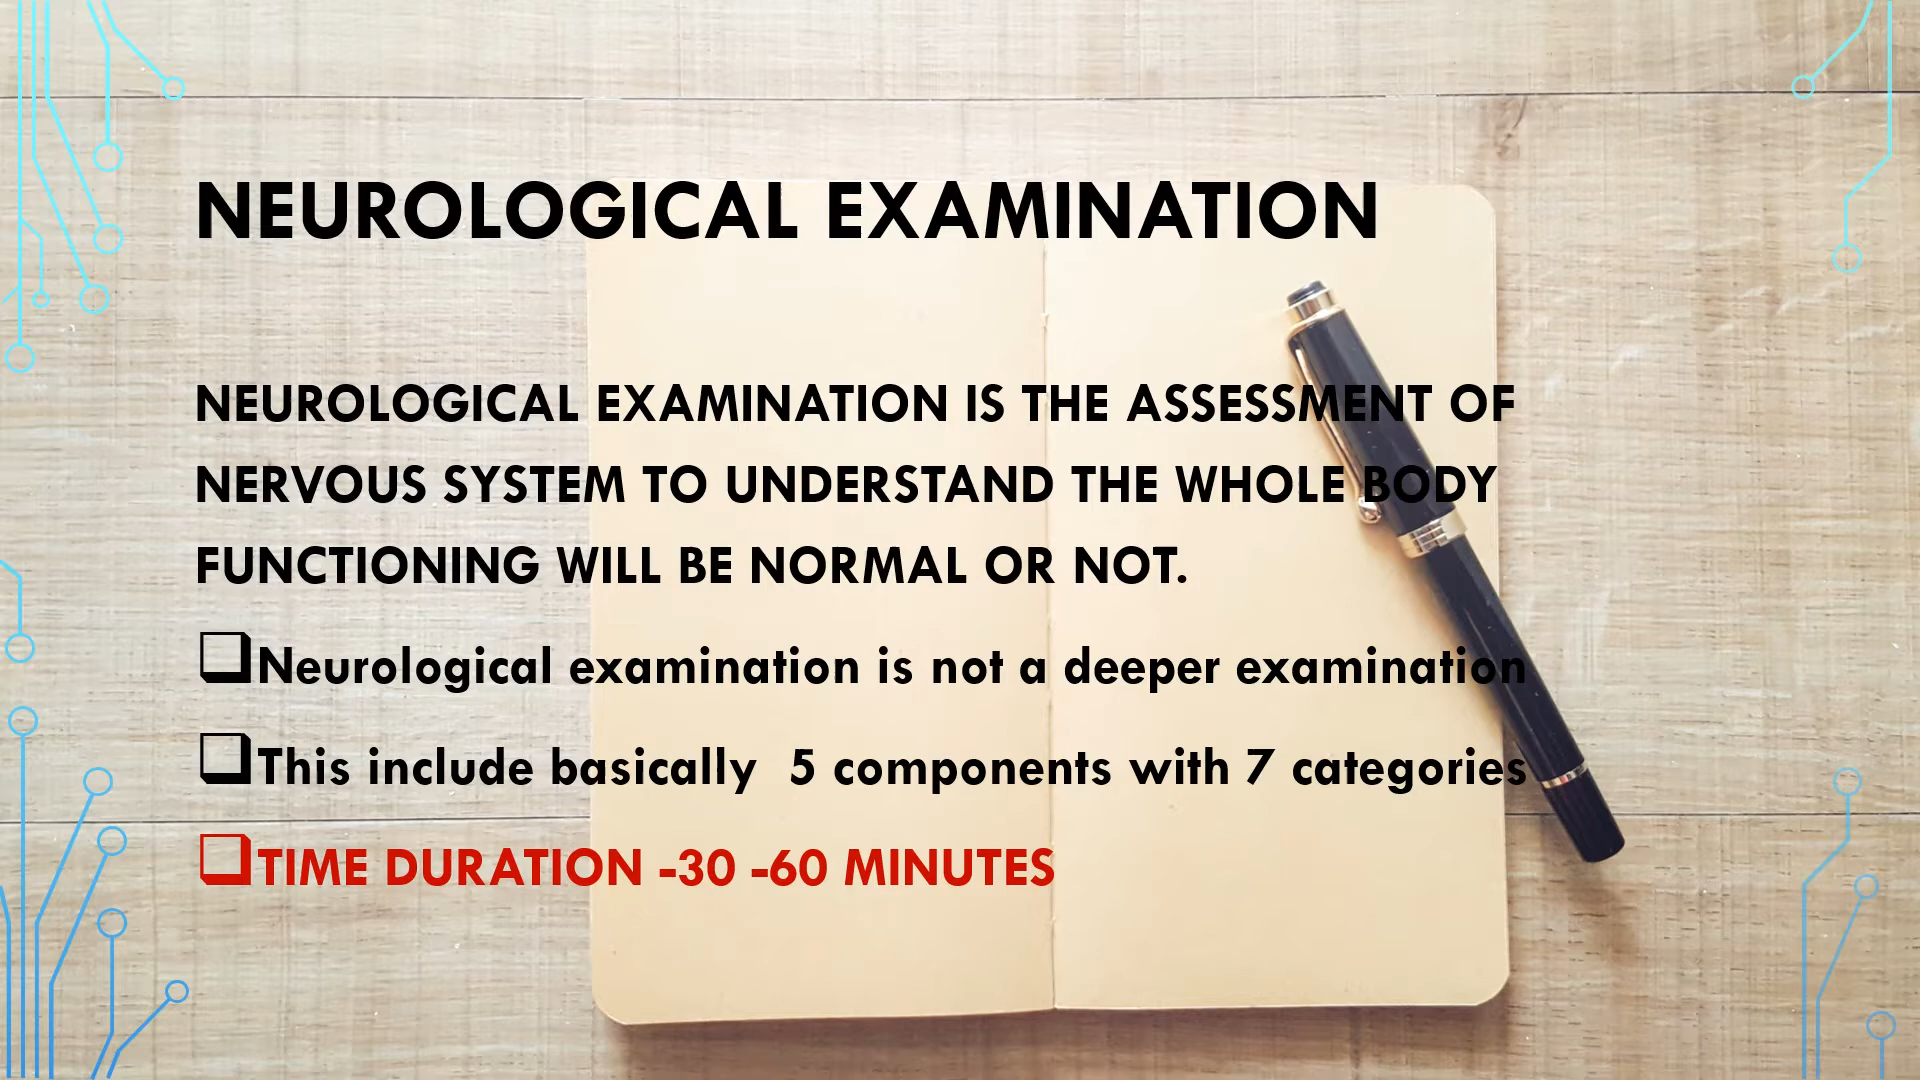 NEUROLOGICAL EXAMINATION
NEUROLOGICAL EXAMINATION IS THE ASSESSMENT OF
NERVOUS SYSTEM TO UNDERSTAND THE WHOLE BODY
FUNCTIONING WILL BE NORMAL OR NOT.
❑Neurological examination is not a deeper examination
❑This include basically  5 components with 7 categories
❑TIME DURATION -30 -60 MINUTES